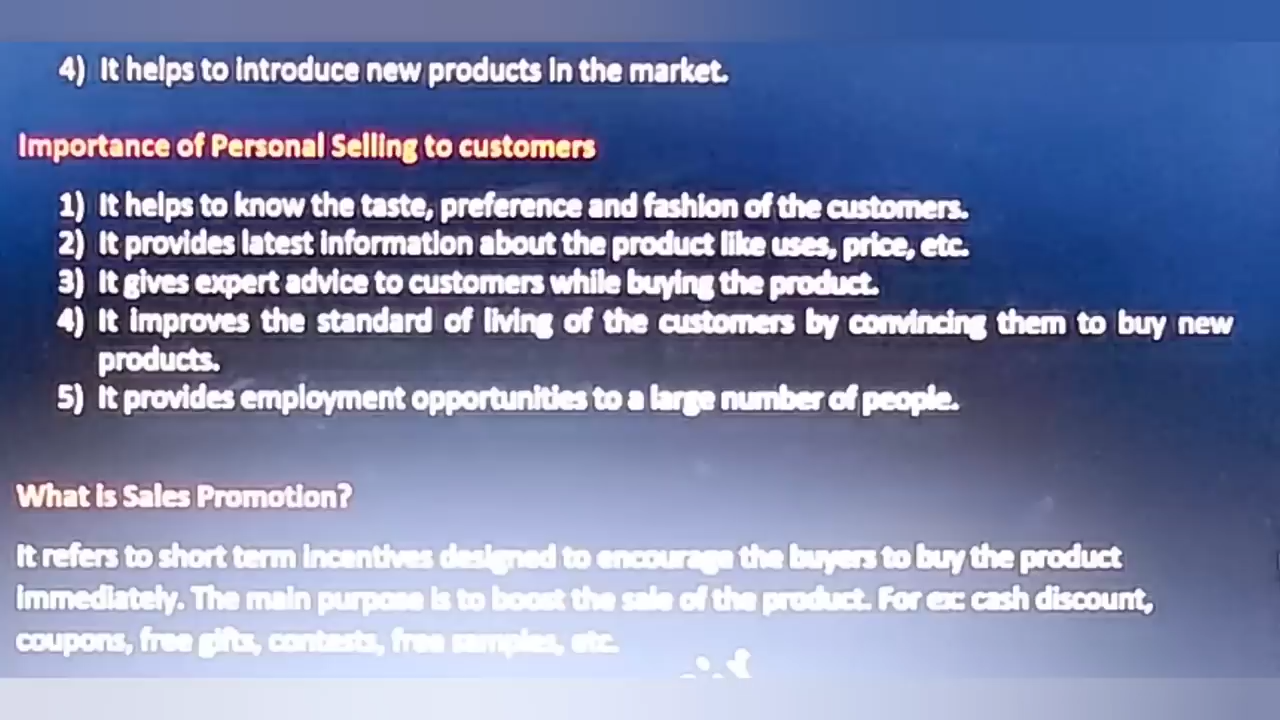 4) It helps to introduce new products in the market.
Importance of Personal Selling to customers
1) It helps to know the taste, preference and fashion of the customers.
2) It provides latest information about the product like uses, price, etc.
3) It gives expert advice to customers while buying the product.
4) It improves the standard of living of the customers by convincing them to buy new
products.
5) It provides employment opportunities to a large number of people.
What is Sales Promotion?
It refers to short term incentives designed to encourage the buyers to buy the product
immediately. The main purpose is to boost the sale of the product. For ex: cash discount,
coupons, free gifts, contests, free samples, etc.